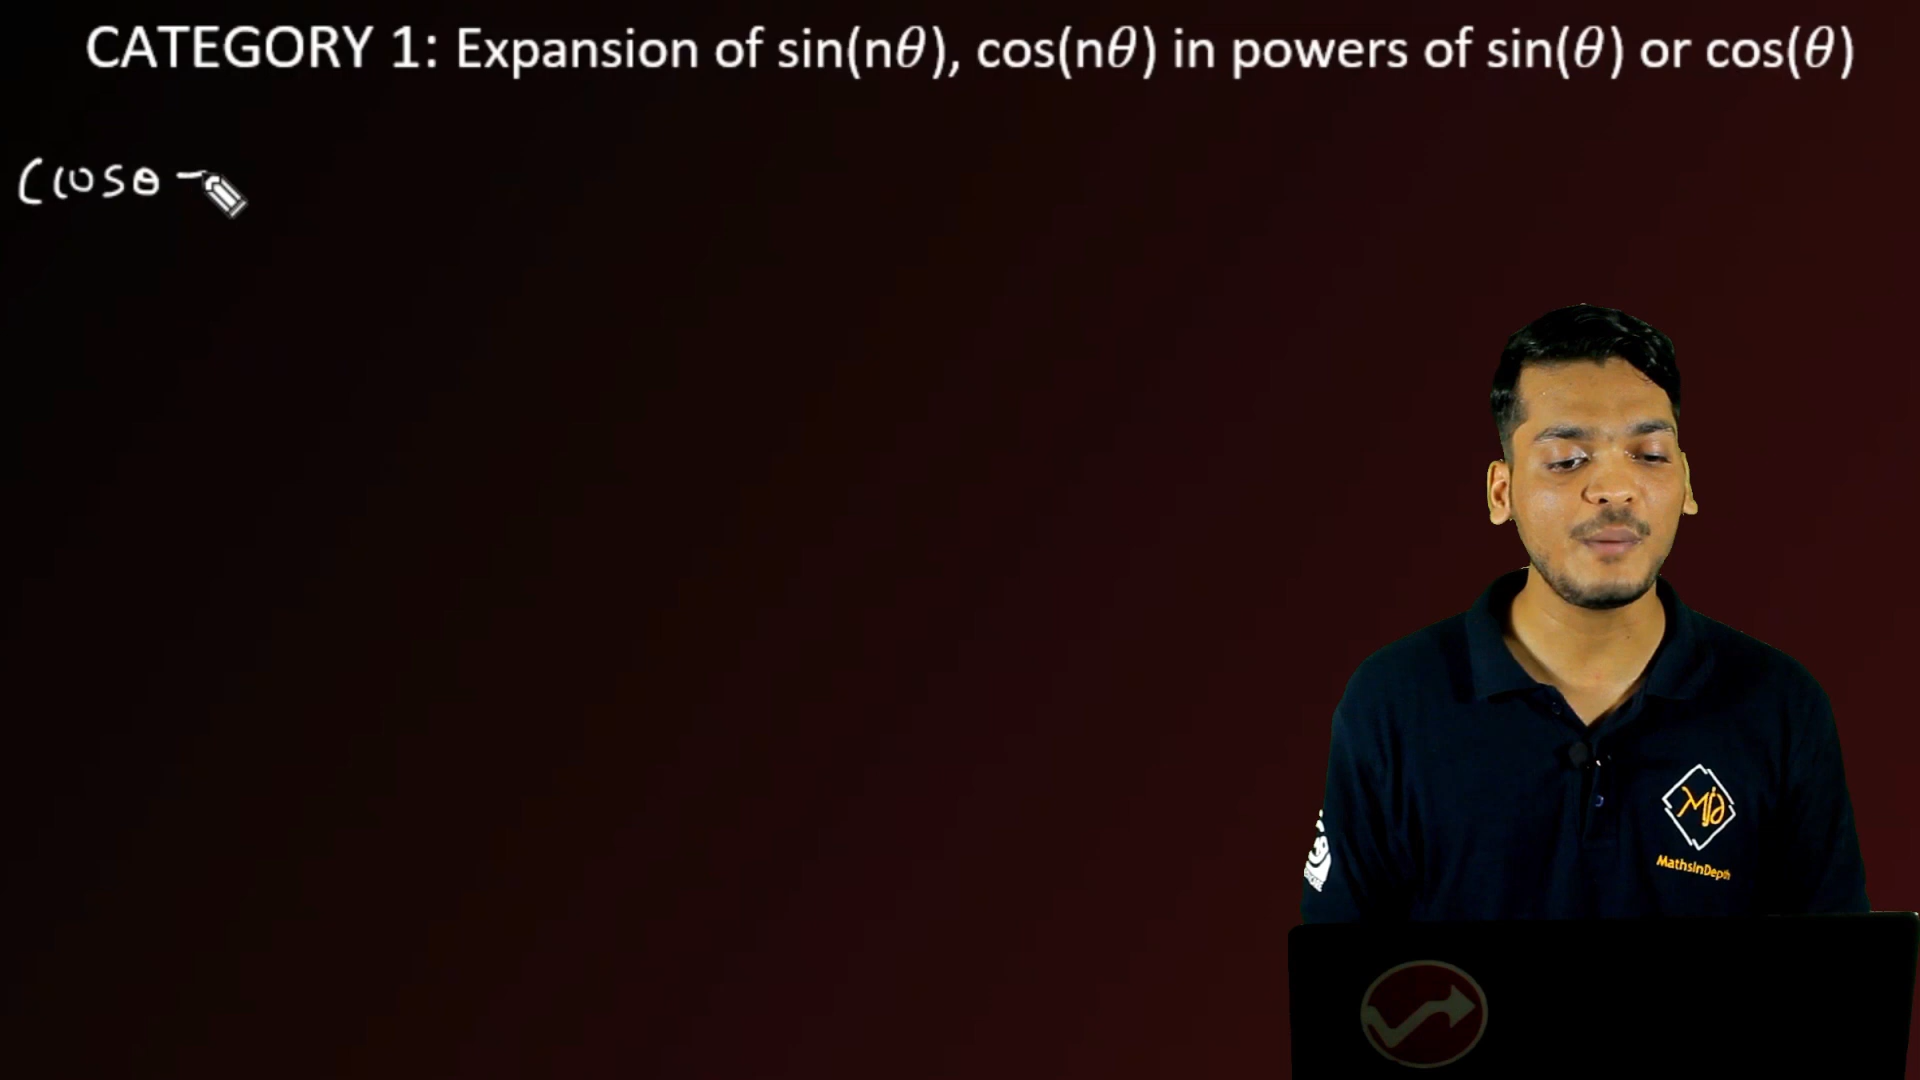 CATEGORY 1: Expansion of sin(nθ), cos(nθ) in powers of sin(θ) or cos(θ)
(cosθ -
MathsInDepth